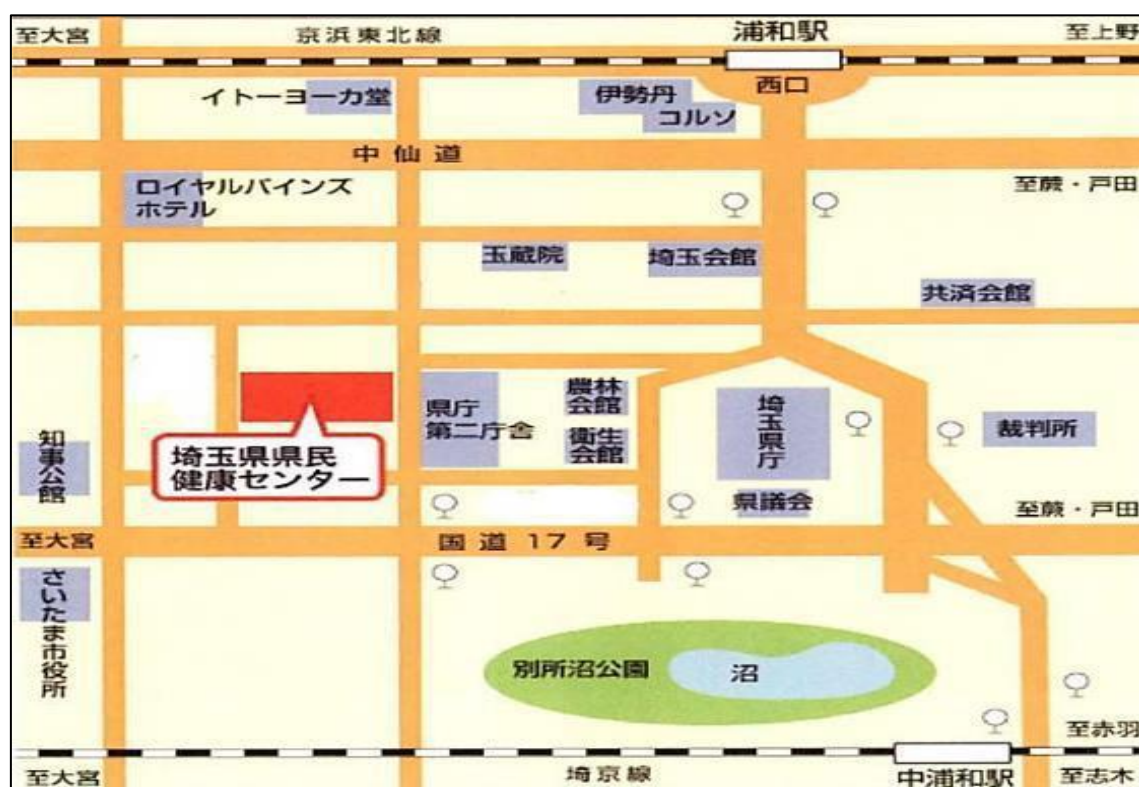 至大宮
京浜東北線
浦和駅
至上野
西口
イトーヨーカ堂
伊勢丹
コルソ
中仙道
ロイヤルパインズ
ホテル
至蕨・戸田
玉蔵院
埼玉会館
共済会館
農林
会館
県庁
第二庁舎
衛生
会館
埼玉県庁
裁判所
知事公館
埼玉県県民
健康センター
県議会
至蕨・戸田
至大宮
国道17号
さいたま市役所
別所沼公園
沼
至赤羽
至大宮
埼京線
中浦和駅
至志木